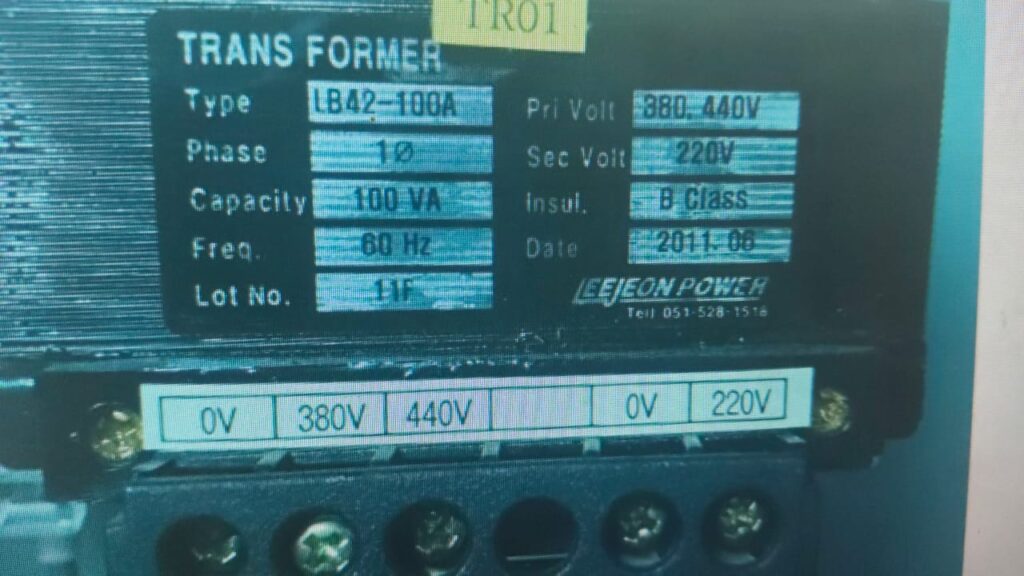 TR01
TRANS FORMER
Type LB42-100A Pri Volt 380. 440V
Phase 1Ø Sec Volt 220V
Capacity 100 VA Insul. B Class
Freq. 60 Hz Date 2011. 06
Lot No. 11F LEEJEON POWER
Tel) 051-528-1516
0V 380V 440V 0V 220V